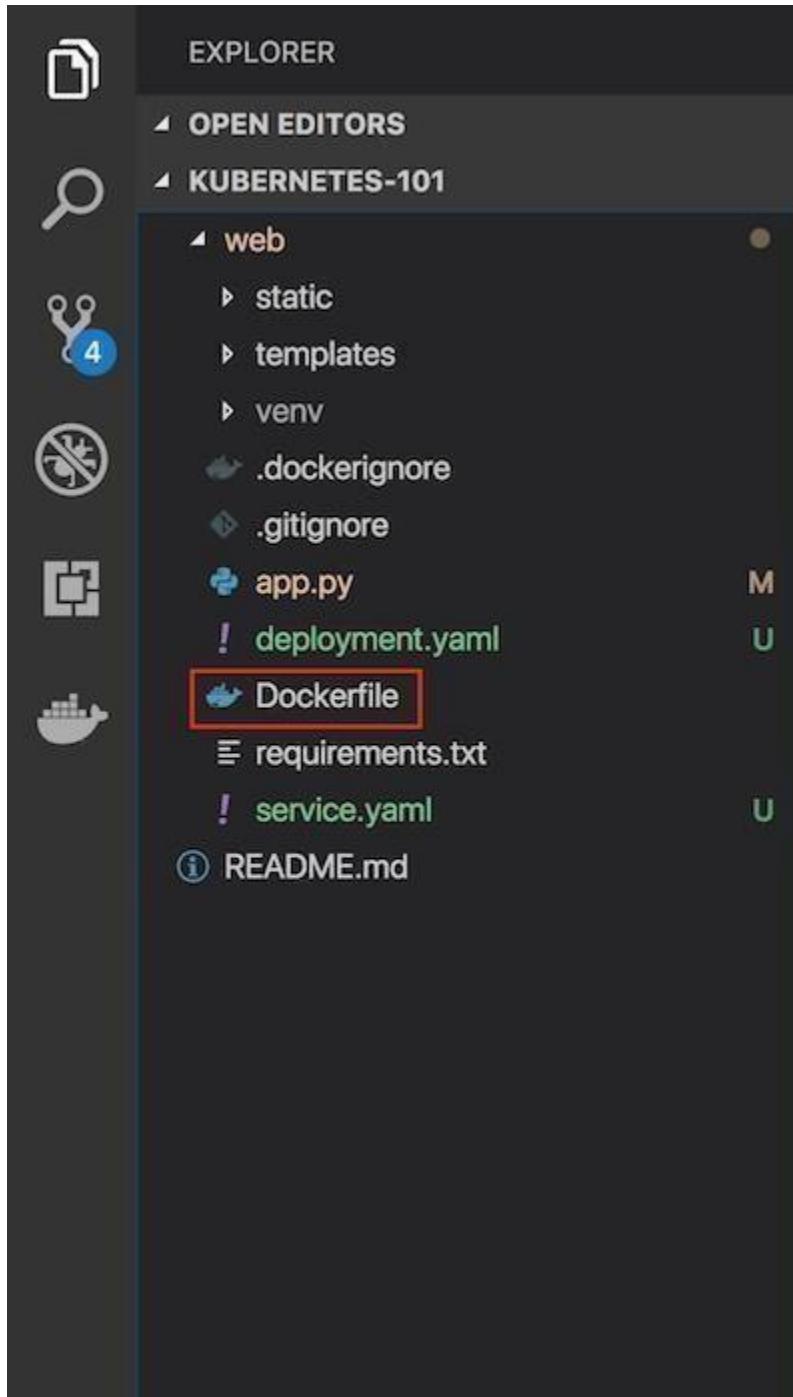 EXPLORER
OPEN EDITORS
KUBERNETES-101
web
static
templates
4
venv
.dockerignore
.gitignore
app.py M
deployment.yaml U
Dockerfile
requirements.txt
service.yaml U
README.md